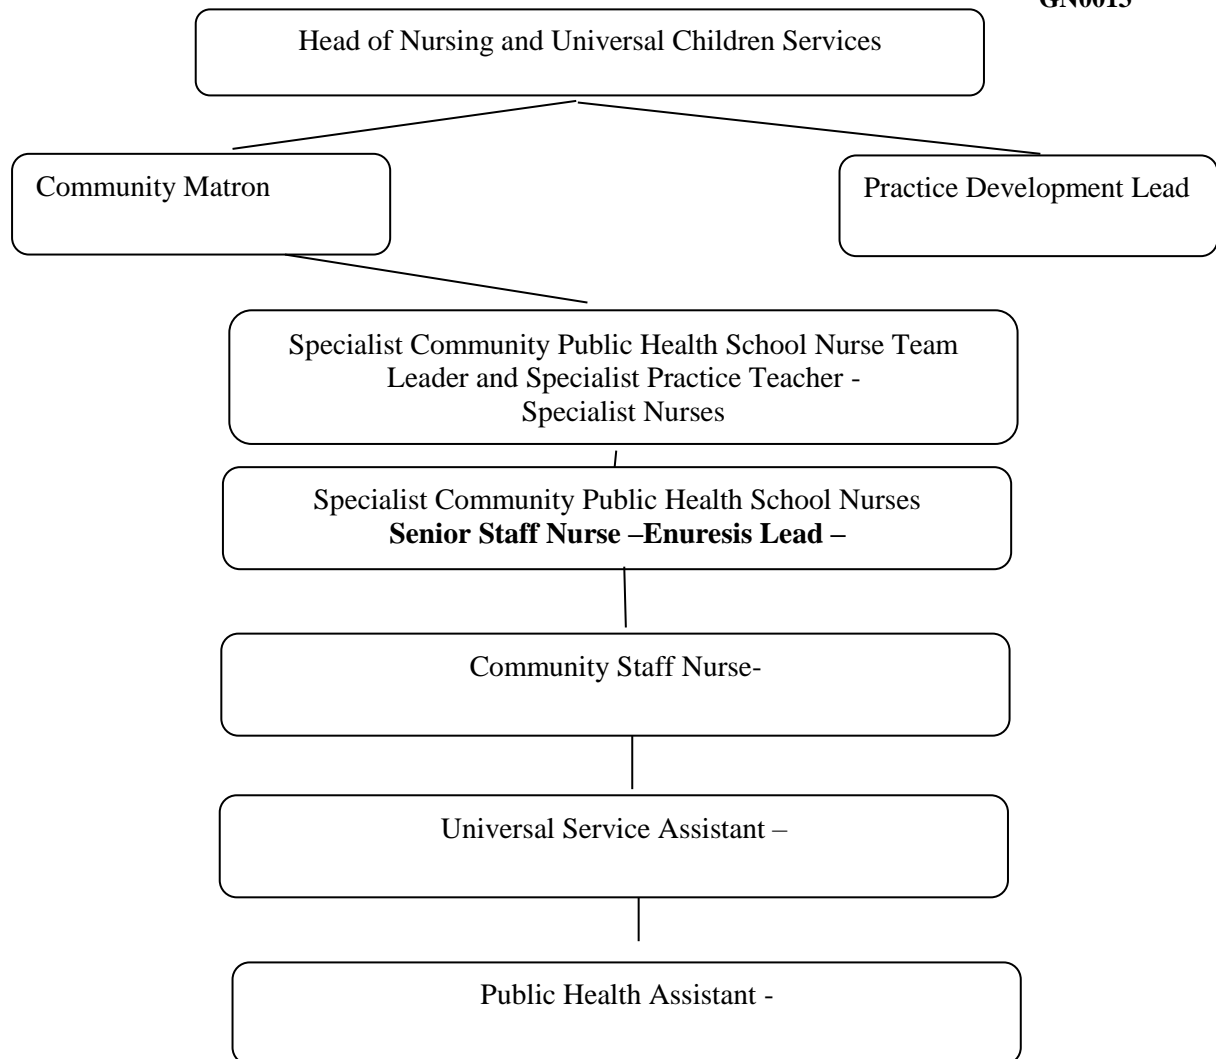 GN0015
Head of Nursing and Universal Children Services
Community Matron
Practice Development Lead
Specialist Community Public Health School Nurse Team
Leader and Specialist Practice Teacher -
Specialist Nurses
Specialist Community Public Health School Nurses
Senior Staff Nurse –Enuresis Lead –
Community Staff Nurse-
Universal Service Assistant –
Public Health Assistant -